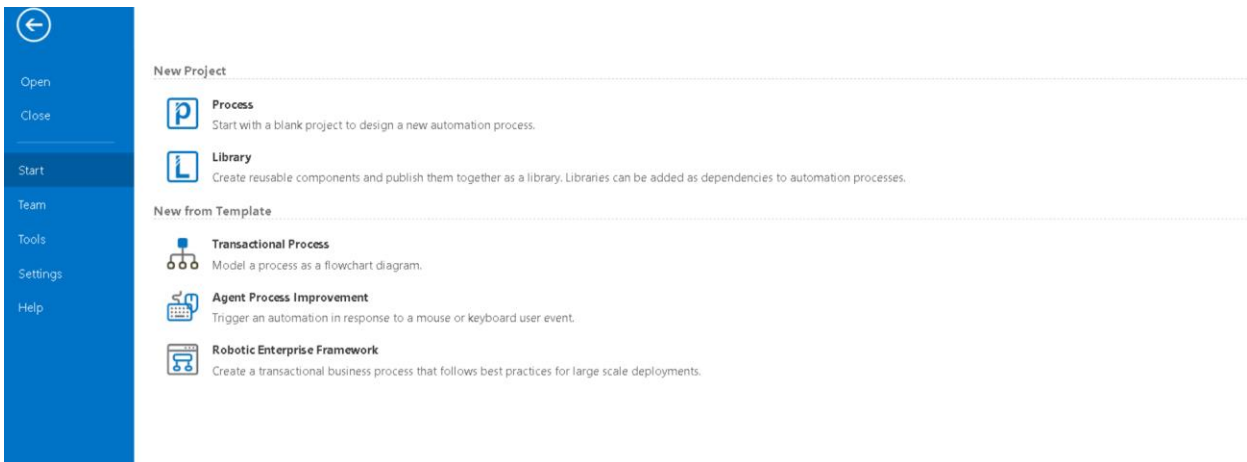 Open
Close
Start
Team
Tools
Settings
Help
New Project
Process
Start with a blank project to design a new automation process.
Library
Create reusable components and publish them together as a library. Libraries can be added as dependencies to automation processes.
New from Template
Transactional Process
Model a process as a flowchart diagram.
Agent Process Improvement
Trigger an automation in response to a mouse or keyboard user event.
Robotic Enterprise Framework
Create a transactional business process that follows best practices for large scale deployments.